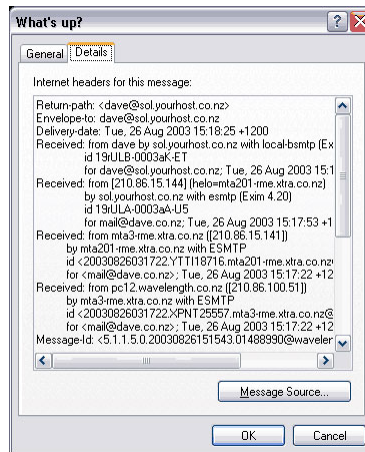 What's up?
General Details
Internet headers for this message:
Return-path: <dave@sol.yourhost.co.nz>
Envelope-to: dave@sol.yourhost.co.nz
Delivery-date: Tue, 26 Aug 2003 15:18:25 +1200
Received: from dave by sol.yourhost.co.nz with local-bsmtp (Ex
id 19rULB-0003aK-ET
for dave@sol.yourhost.co.nz; Tue, 26 Aug 2003 15:1
Received: from [210.86.15.144] (helo=mta201-rme.xtra.co.nz)
by sol.yourhost.co.nz with esmtp (Exim 4.20)
id 19rULA-0003aA-U5
for mail@dave.co.nz; Tue, 26 Aug 2003 15:17:53 +1
Received: from mta3-rme.xtra.co.nz ([210.86.15.141])
by mta201-rme.xtra.co.nz with ESMTP
id <20030826031722.YTTI18716.mta201-rme.xtra.co.nz
for <mail@dave.co.nz>; Tue, 26 Aug 2003 15:17:22 +12
Received: from pc12.wavelength.co.nz ([210.86.100.51])
by mta3-rme.xtra.co.nz with ESMTP
id <20030826031722.XPNT25557.mta3-rme.xtra.co.nz@
for <mail@dave.co.nz>; Tue, 26 Aug 2003 15:17:22 +12
Message-Id: <5.1.1.5.0.20030826151543.01488990@wavelen
Message Source...
OK Cancel